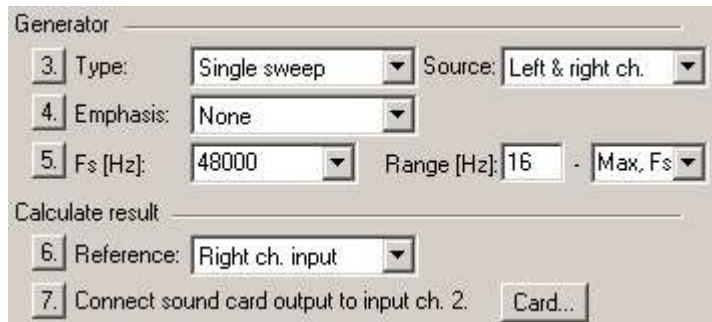 Generator
3. Type: Single sweep Source: Left & right ch.
4. Emphasis: None
5. Fs [Hz]: 48000 Range [Hz]: 16 - Max, Fs
Calculate result
6. Reference: Right ch. input
7. Connect sound card output to input ch. 2. Card...